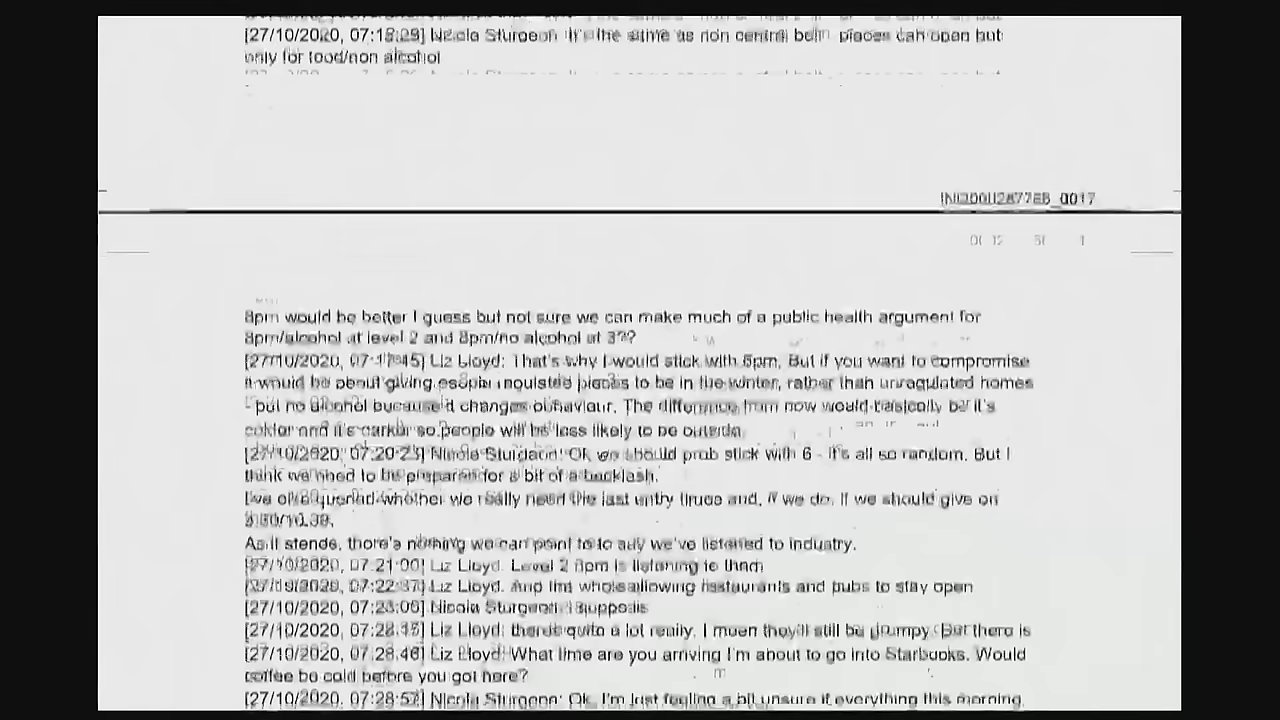 [27/10/2020, 07:18:29] Nicola Sturgeon: It's the same as non central belt places can open but
only for food/non alcohol
8pm would be better I guess but not sure we can make much of a public health argument for
8pm/alcohol at level 2 and 8pm/no alcohol at 3??
[27/10/2020, 07:17:45] Liz Lloyd: That's why I would stick with 6pm, But if you want to compromise
it would be about giving people regulated places to be in the winter, rather than unregulated homes
- but no alcohol because it changes behaviour. The difference from now would basically be it's
colder and it's darker so people will be less likely to be outside
[27/10/2020, 07:20:23] Nicola Sturgeon: Ok we should prob stick with 6 - it's all so random. But I
think we need to be prepared for a bit of a backlash.
I've also queried whether we really need the last entry times and, if we do, if we should give on
As it stands, there's nothing we can point to to say we've listened to industry.
[27/10/2020, 07:21:00] Liz Lloyd: Level 2 8pm is listening to them
[27/10/2020, 07:22:37] Liz Lloyd: And the whole allowing restaurants and pubs to stay open
[27/10/2020, 07:23:00] Nicola Sturgeon: I suppose
[27/10/2020, 07:28:15] Liz Lloyd: there is quite a lot really. I mean they'll still be grumpy. But there is
[27/10/2020, 07:28:46] Liz Lloyd: What time are you arriving I'm about to go into Starbucks. Would
coffee be cold before you got here?
[27/10/2020, 07:28:57] Nicola Sturgeon: Ok. I'm just feeling a bit unsure if everything this morning.